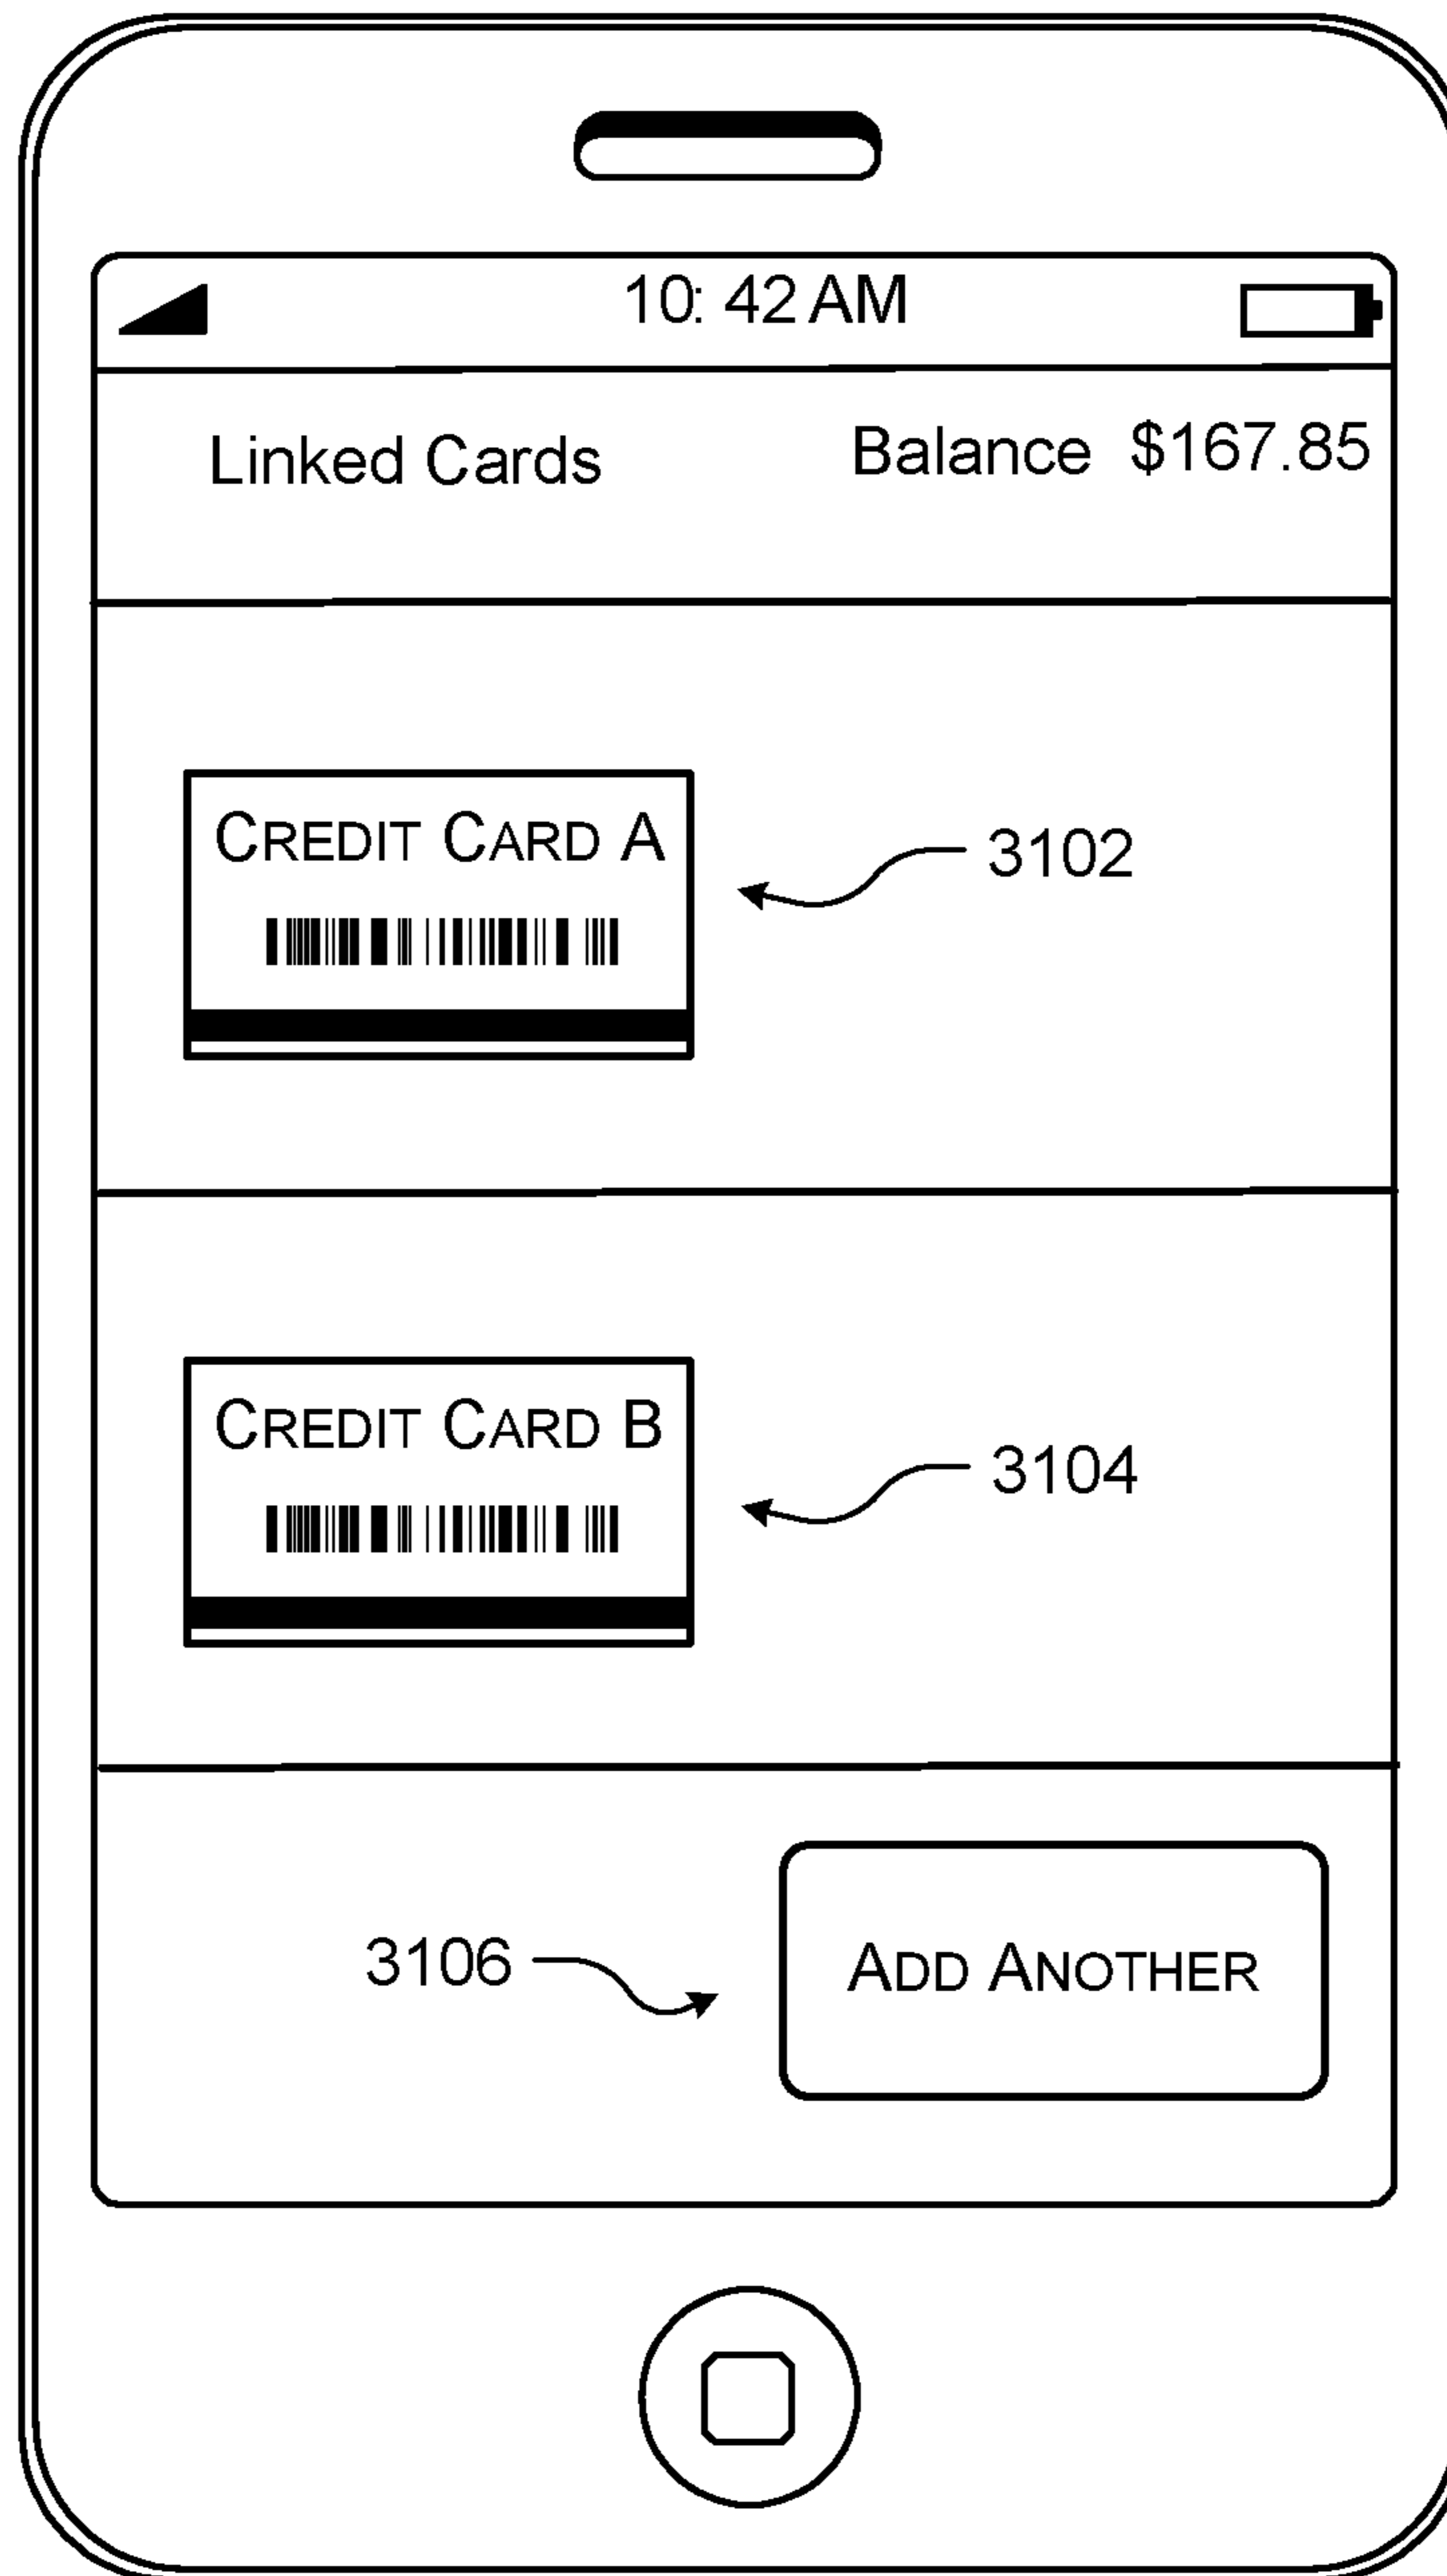 10: 42 AM
Linked Cards Balance $167.85
CREDIT CARD A
3102
CREDIT CARD B
3104
3106
ADD ANOTHER